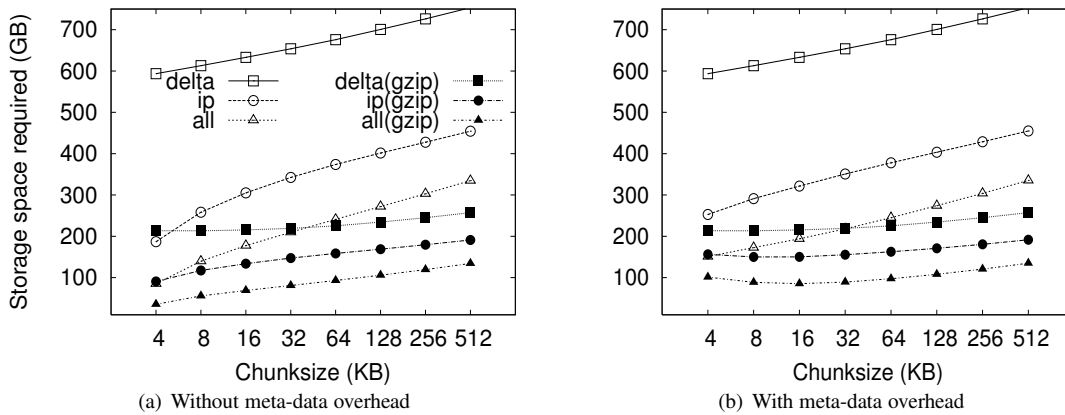 Storage space required (GB)
700
600
500
400
300
200
100
delta
ip
all
delta(gzip)
ip(gzip)
all(gzip)
4 8 16 32 64 128 256 512
Chunksize (KB)
(a) Without meta-data overhead
700
600
500
400
300
200
100
4 8 16 32 64 128 256 512
Chunksize (KB)
(b) With meta-data overhead